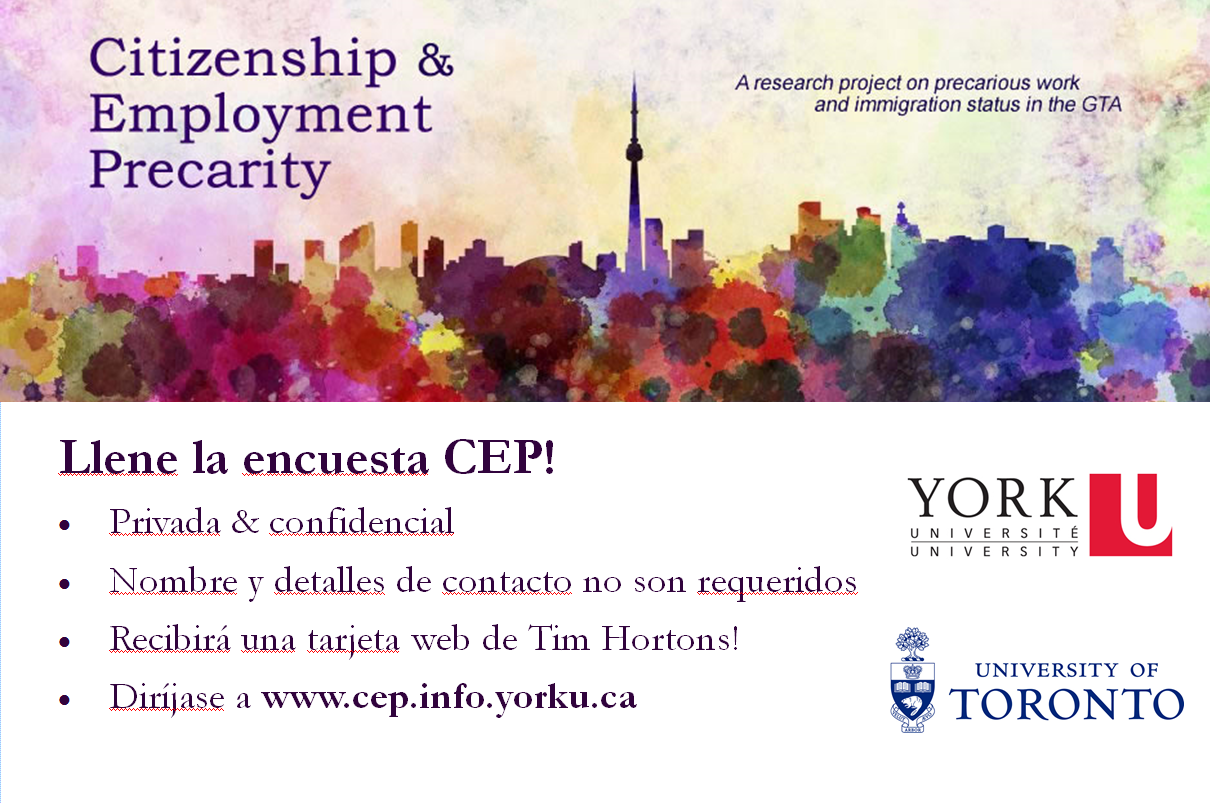 Citizenship &
Employment
Precarity
A research project on precarious work
and immigration status in the GTA
Llene la encuesta CEP!
• Privada & confidencial
• Nombre y detalles de contacto no son requeridos
• Recibirá una tarjeta web de Tim Hortons!
• Diríjase a www.cep.info.yorku.ca
YORK U
UNIVERSITÉ
UNIVERSITY
UNIVERSITY OF
TORONTO